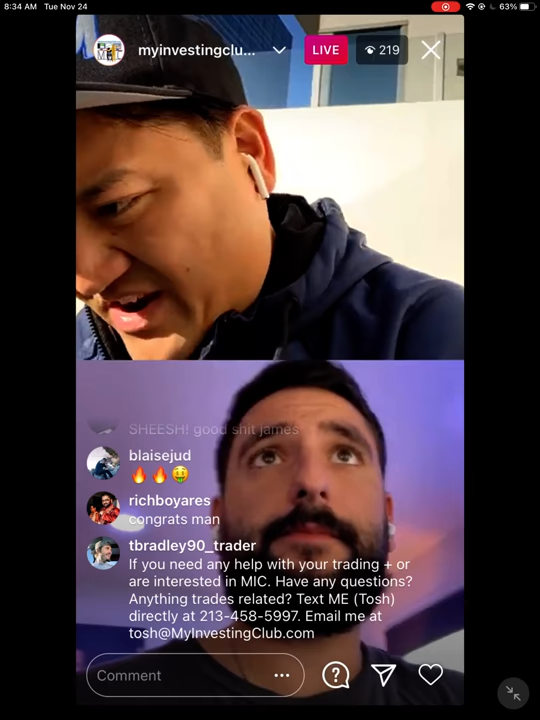 8:34 AM Tue Nov 24
63%
myinvestingclu...
LIVE
219
SHEESH! good shit james
blaisejud
richboyares
congrats man
tbradley90_trader
If you need any help with your trading + or
are interested in MIC. Have any questions?
Anything trades related? Text ME (Tosh)
directly at 213-458-5997. Email me at
tosh@MyInvestingClub.com
Comment